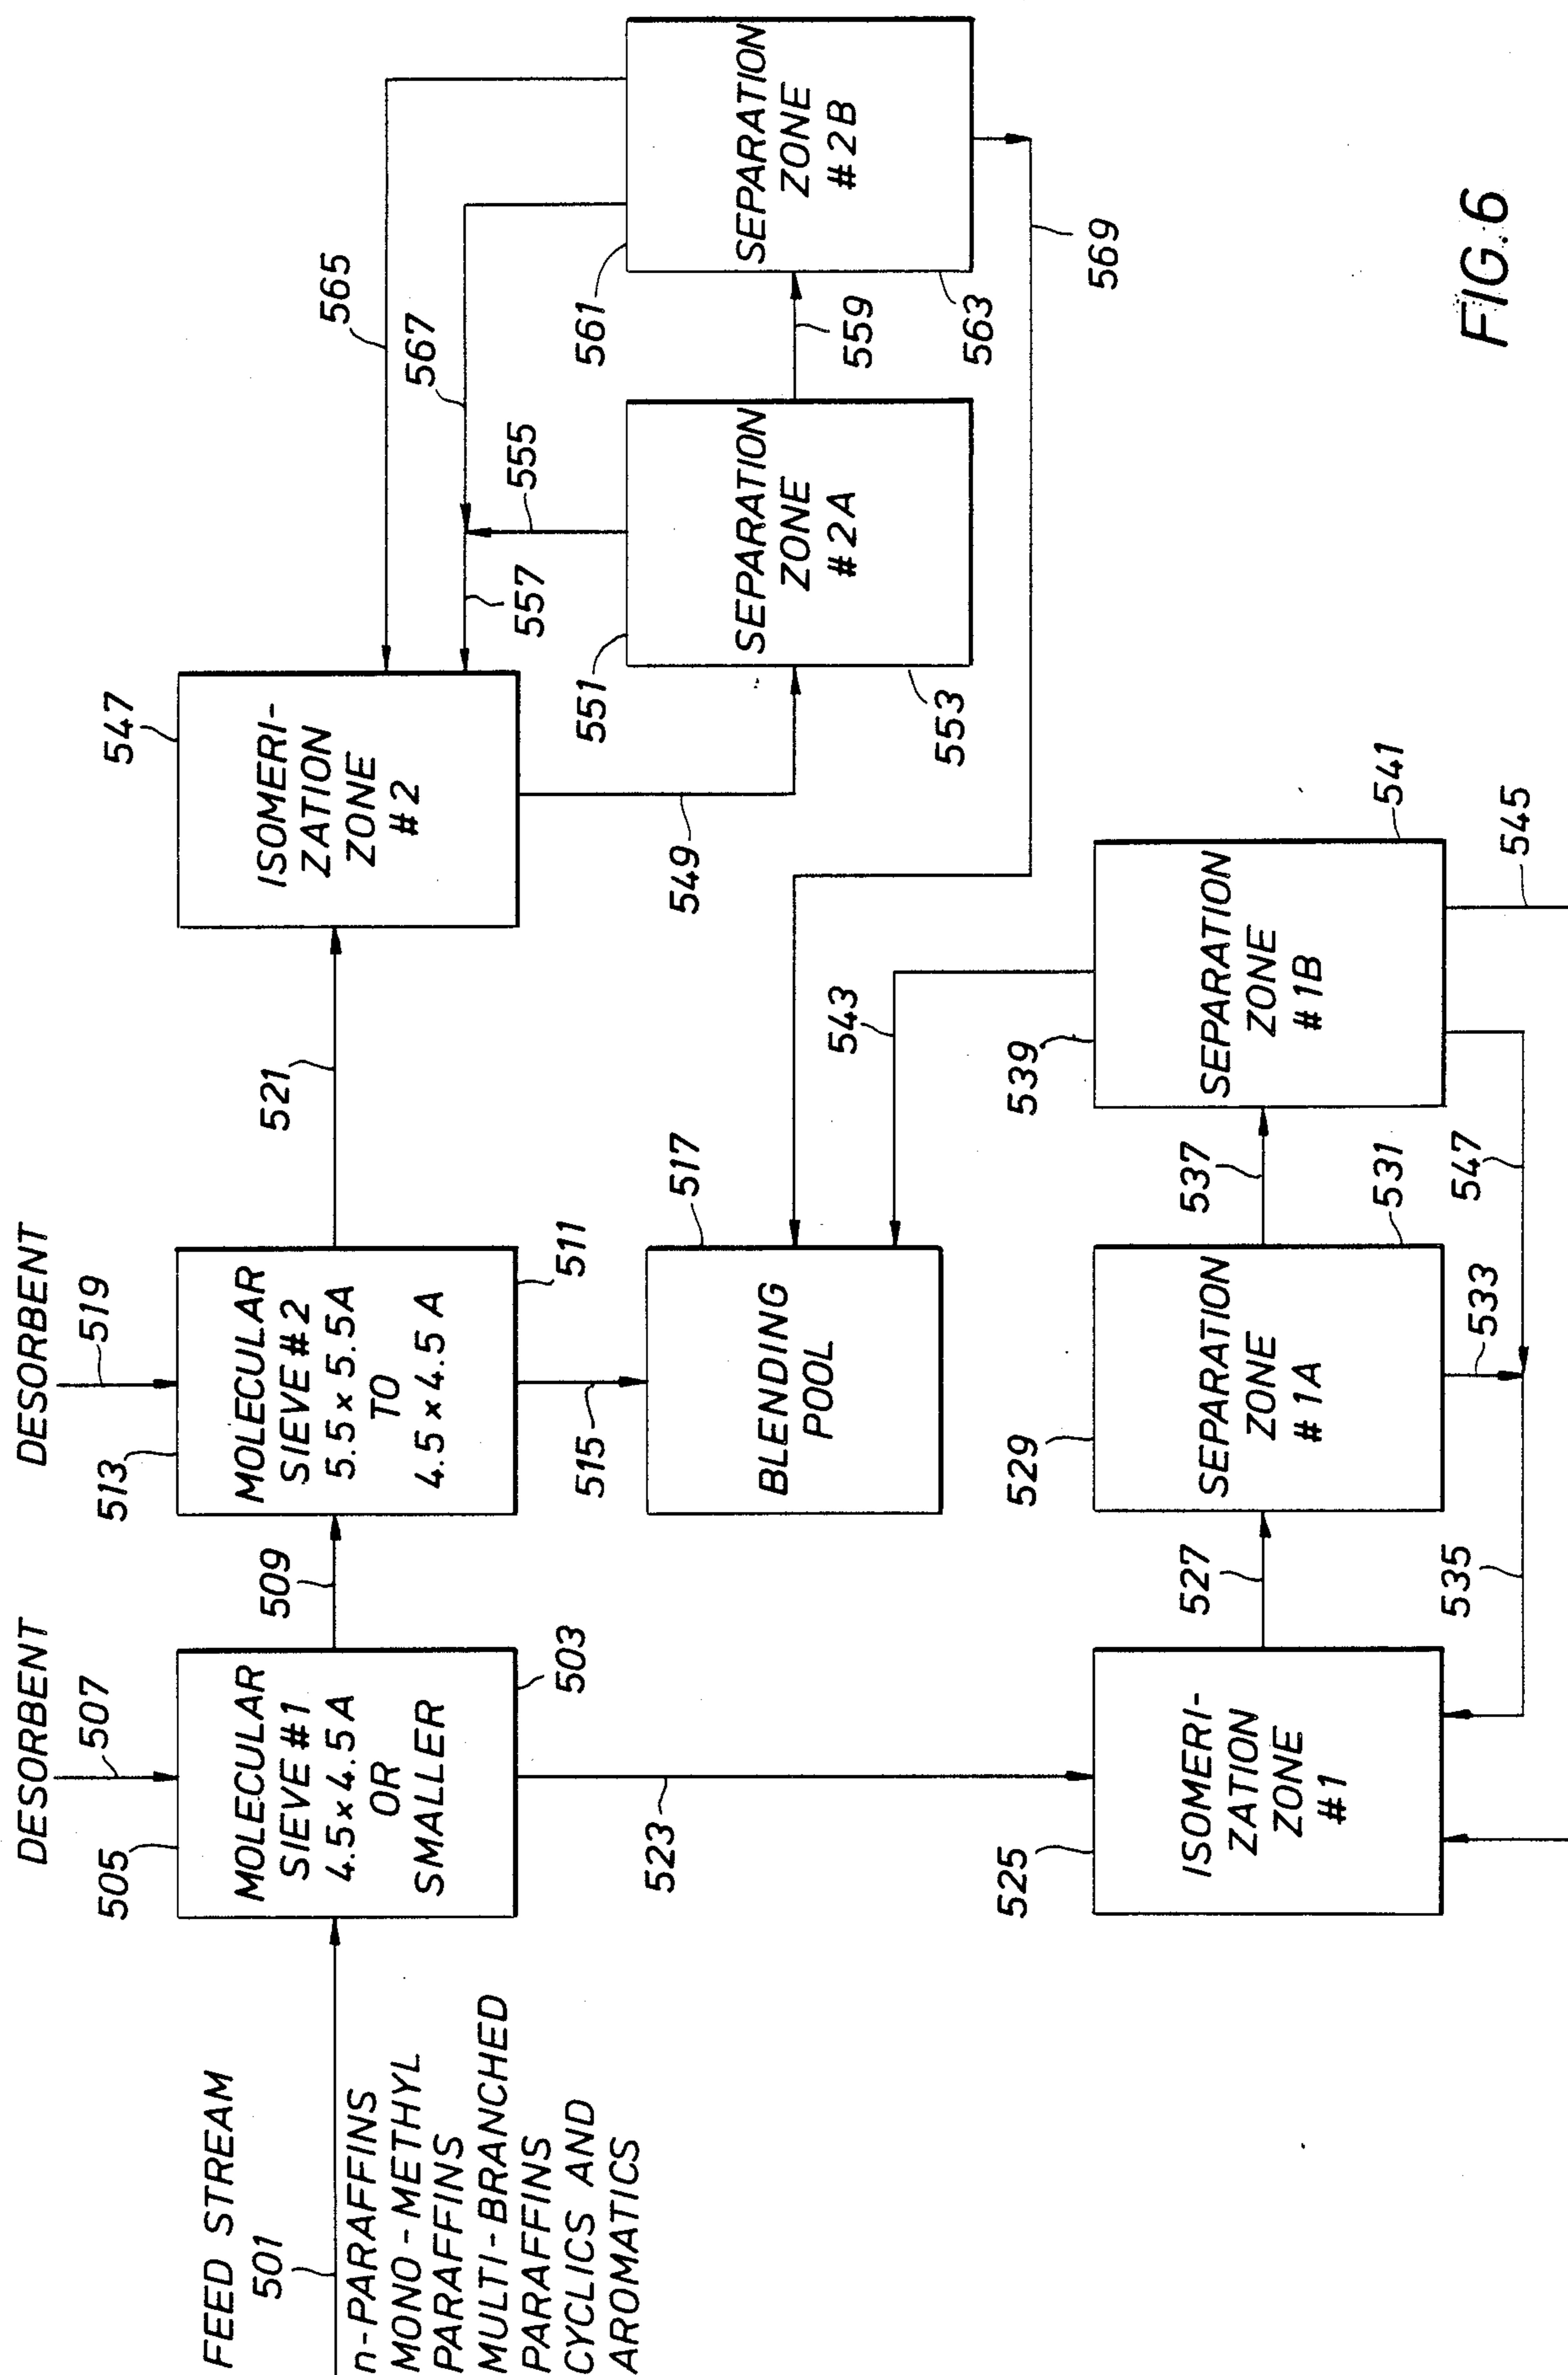 FEED STREAM
501
n-PARAFFINS
MONO-METHYL
PARAFFINS
MULTI-BRANCHED
PARAFFINS
CYCLICS AND
AROMATICS
DESORBENT
507
505
MOLECULAR
SIEVE #1
4.5 x 4.5 A
OR
SMALLER
503
509
DESORBENT
519
513
MOLECULAR
SIEVE #2
5.5 x 5.5A
TO
4.5 x 4.5 A
511
515
517
BLENDING
POOL
521
547
ISOMERI-
ZATION
ZONE
#2
549
565
567
557
555
551
SEPARATION
ZONE
#2A
553
559
561
SEPARATION
ZONE
#2B
563
569
523
525
ISOMERI-
ZATION
ZONE
#1
527
529
SEPARATION
ZONE
#1A
531
533
535
537
539
SEPARATION
ZONE
#1B
541
543
545
547
FIG.6